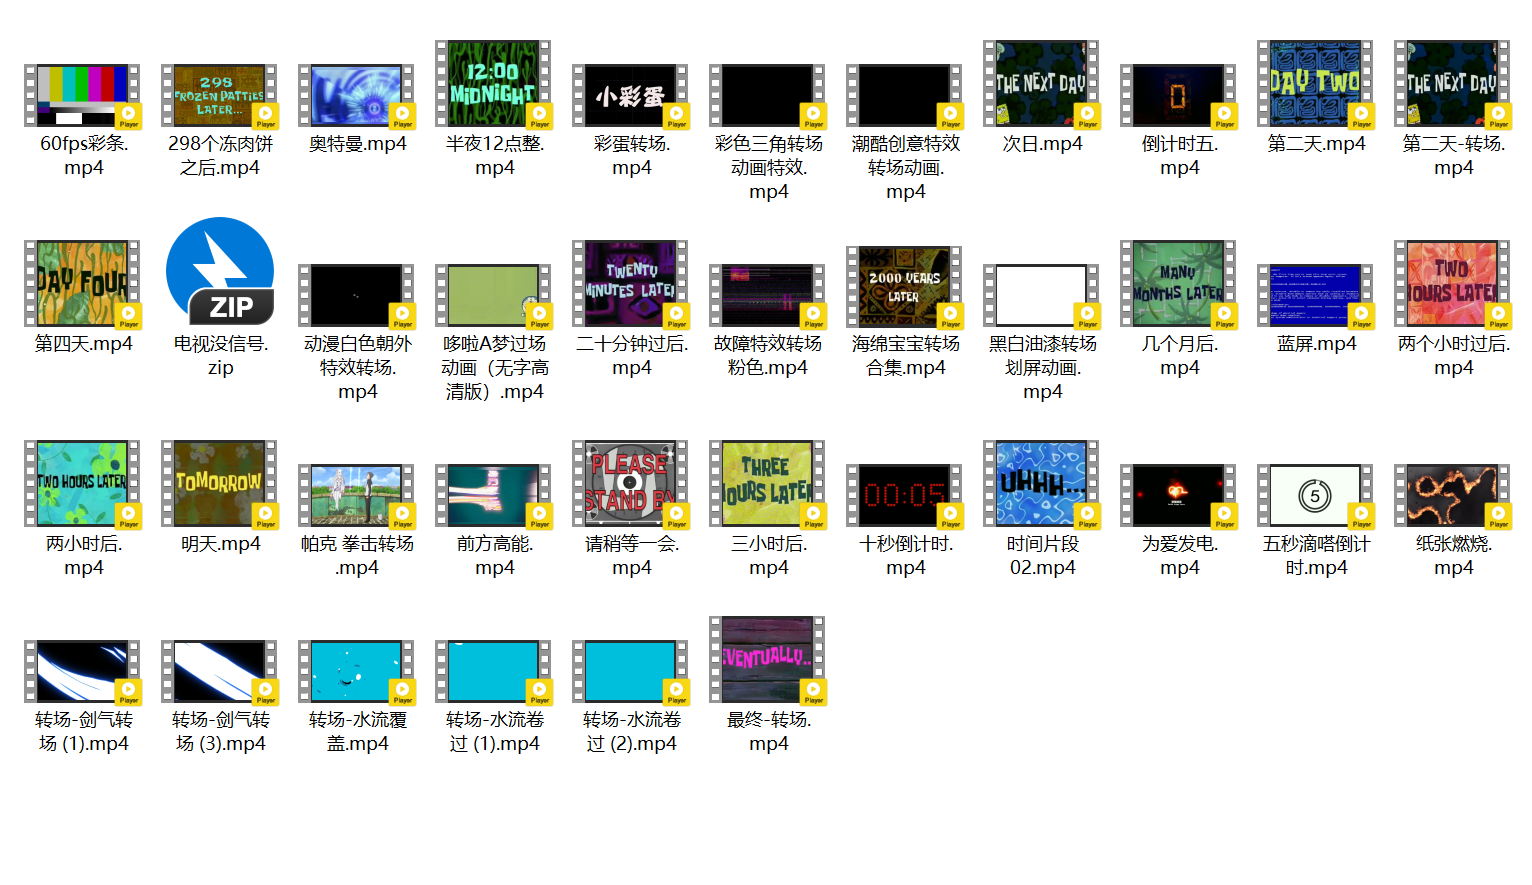 298
FROZEN PATTIES
LATER...
12:00
MIDNIGHT
小彩蛋
THE NEXT DAY
0
DAY TWO
THE NEXT DAY
Player
Player
Player
Player
Player
Player
Player
Player
Player
Player
Player
60fps彩条.
mp4
298个冻肉饼
之后.mp4
奥特曼.mp4
半夜12点整.
mp4
彩蛋转场.
mp4
彩色三角转场
动画特效.
mp4
潮酷创意特效
转场动画.
mp4
次日.mp4
倒计时五.
mp4
第二天.mp4
第二天-转场.
mp4
DAY FOUR
ZIP
TWENTY
MINUTES LATER
2000 YEARS
LATER
MANY
MONTHS LATER
TWO
HOURS LATER
Player
Player
Player
Player
Player
Player
Player
Player
Player
Player
第四天.mp4
电视没信号.
zip
动漫白色朝外
特效转场.
mp4
哆啦A梦过场
动画（无字高
清版）.mp4
二十分钟过后.
mp4
故障特效转场
粉色.mp4
海绵宝宝转场
合集.mp4
黑白油漆转场
划屏动画.
mp4
几个月后.
mp4
蓝屏.mp4
两个小时过后.
mp4
TWO HOURS LATER
TOMORROW
PLEASE
STAND BY
THREE
HOURS LATER
00:05
UHHH...
5
Player
Player
Player
Player
Player
Player
Player
Player
Player
Player
Player
两小时后.
mp4
明天.mp4
帕克 拳击转场
.mp4
前方高能.
mp4
请稍等一会.
mp4
三小时后.
mp4
十秒倒计时.
mp4
时间片段
02.mp4
为爱发电.
mp4
五秒滴嗒倒计
时.mp4
纸张燃烧.
mp4
EVENTUALLY..
Player
Player
Player
Player
Player
Player
转场-剑气转
场 (1).mp4
转场-剑气转
场 (3).mp4
转场-水流覆
盖.mp4
转场-水流卷
过 (1).mp4
转场-水流卷
过 (2).mp4
最终-转场.
mp4